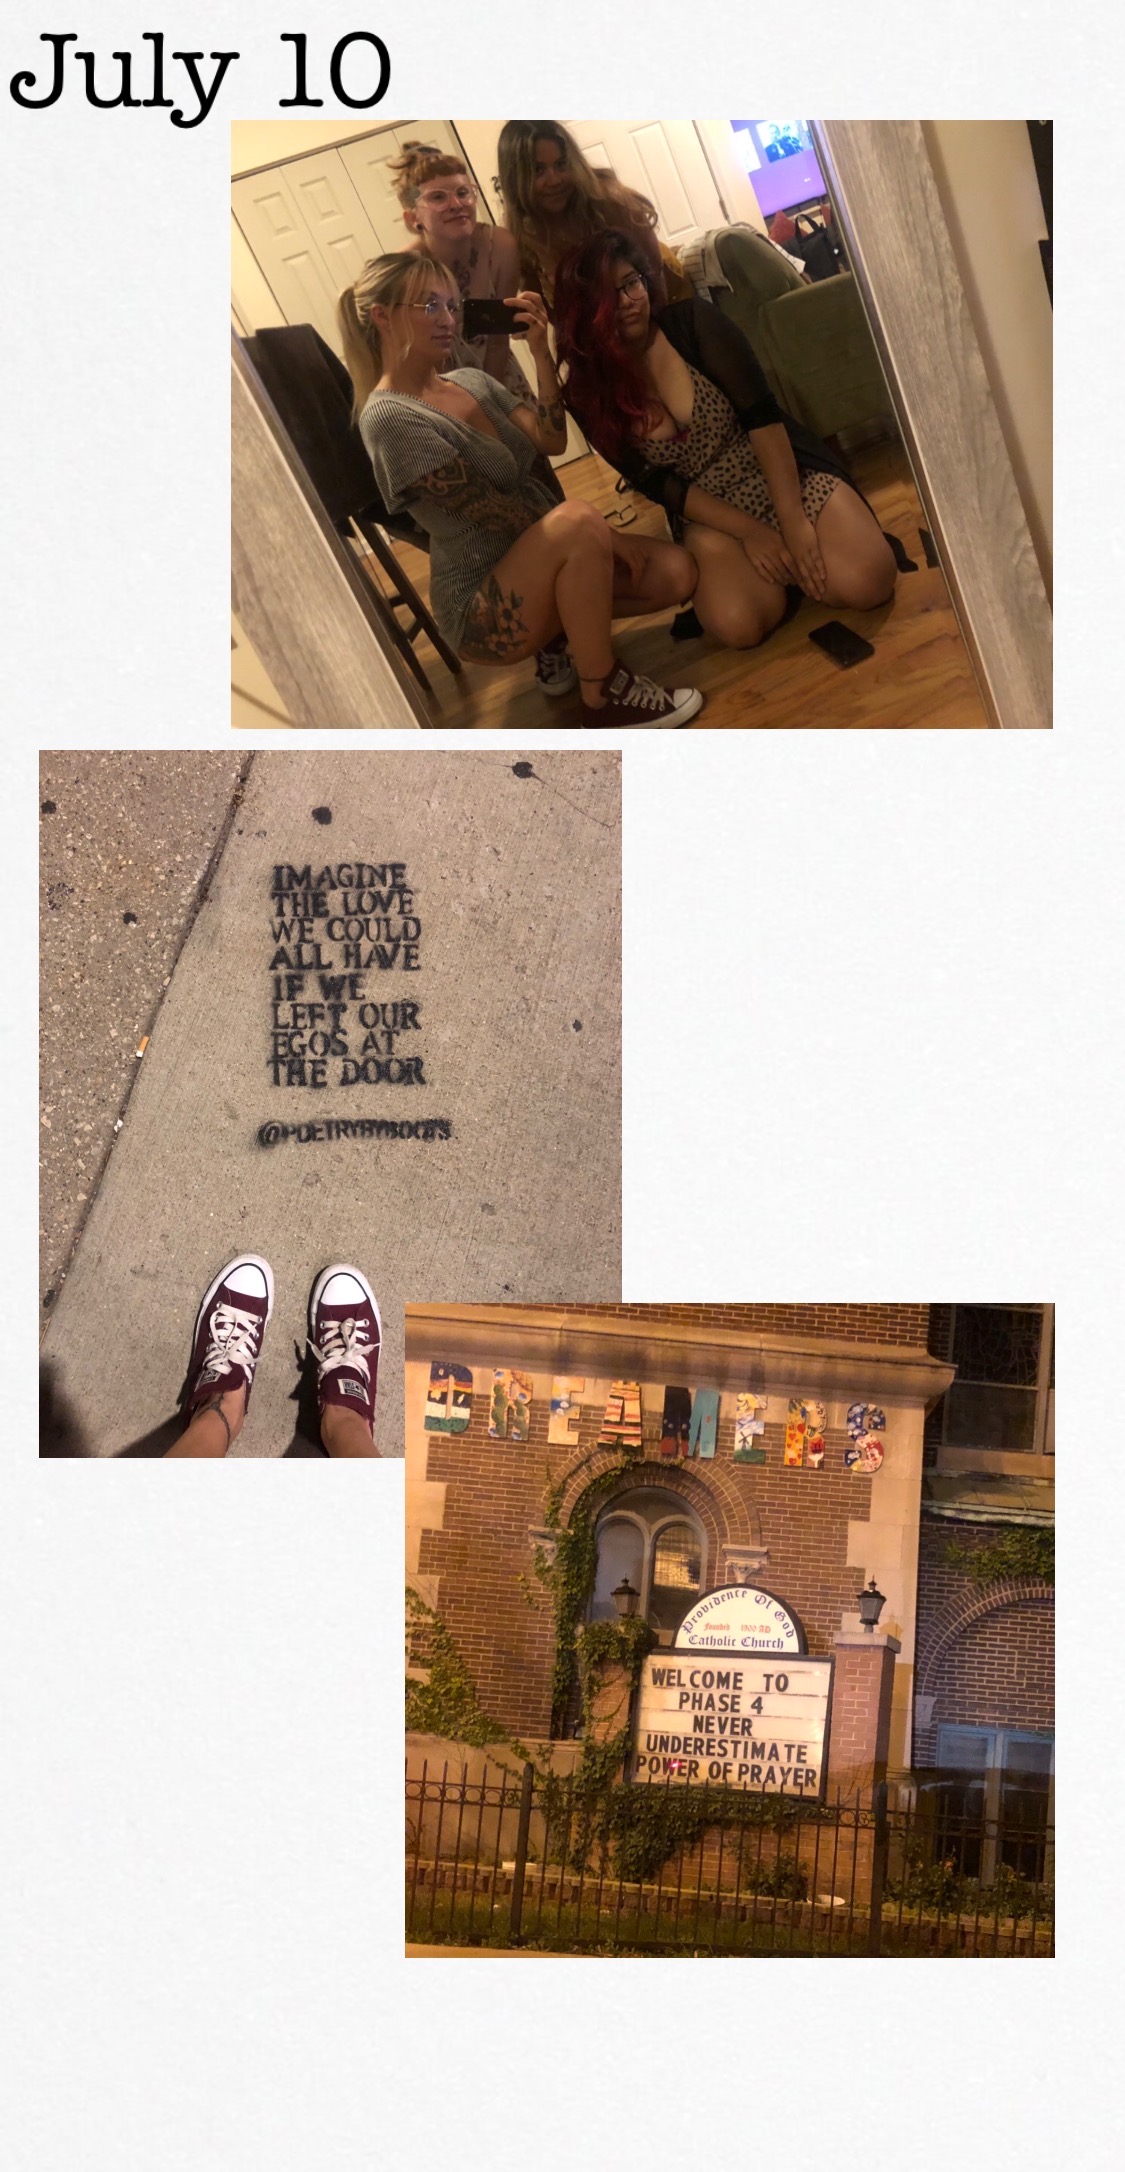 July 10
IMAGINE
THE LOVE
WE COULD
ALL HAVE
IF WE
LEFT OUR
EGOS AT
THE DOOR
DREAMERS
Providence Of God
Founded 1900 AD
Catholic Church
WELCOME TO
PHASE 4
NEVER
UNDERESTIMATE
POWER OF PRAYER